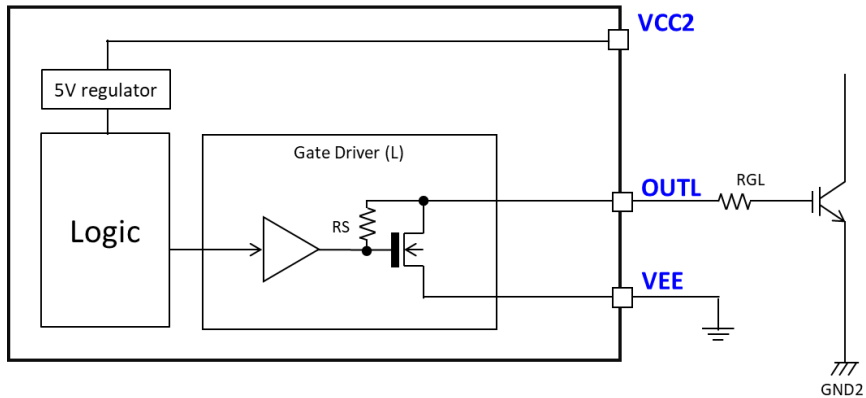 VCC2
5V regulator
Gate Driver (L)
OUTL
RGL
RS
Logic
VEE
GND2